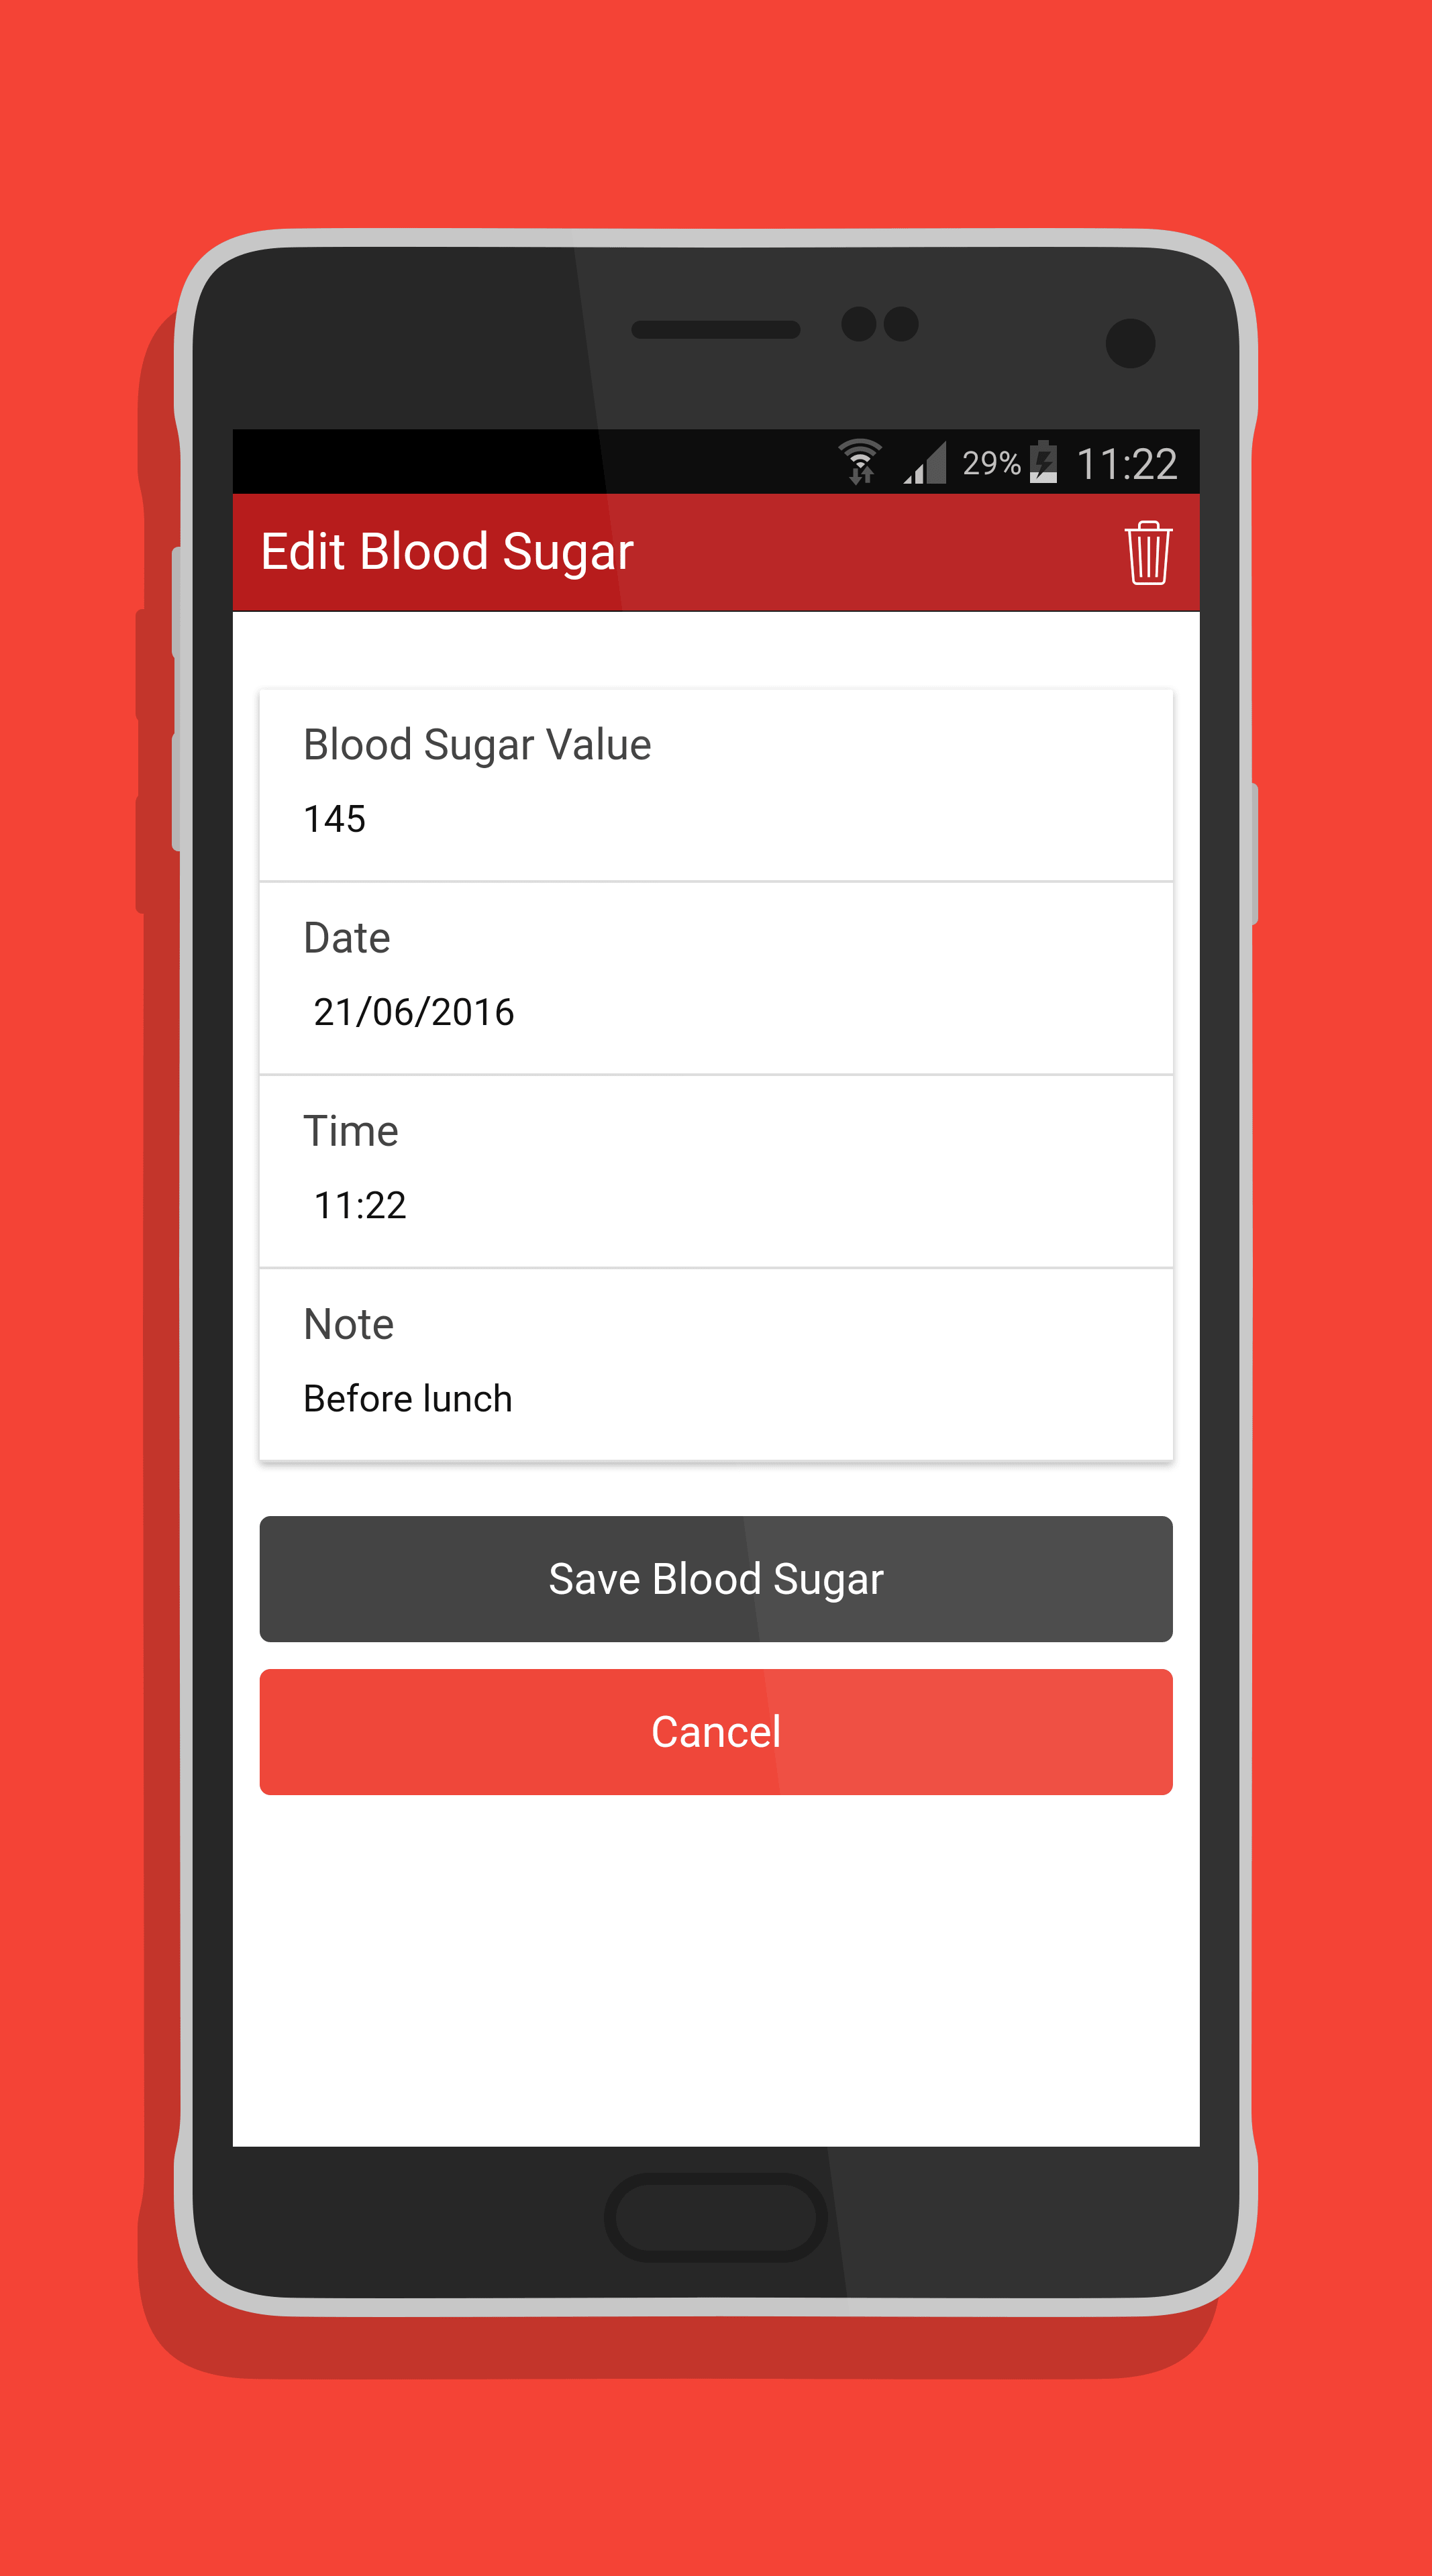 29% 11:22
Edit Blood Sugar
Blood Sugar Value
145
Date
21/06/2016
Time
11:22
Note
Before lunch
Save Blood Sugar
Cancel